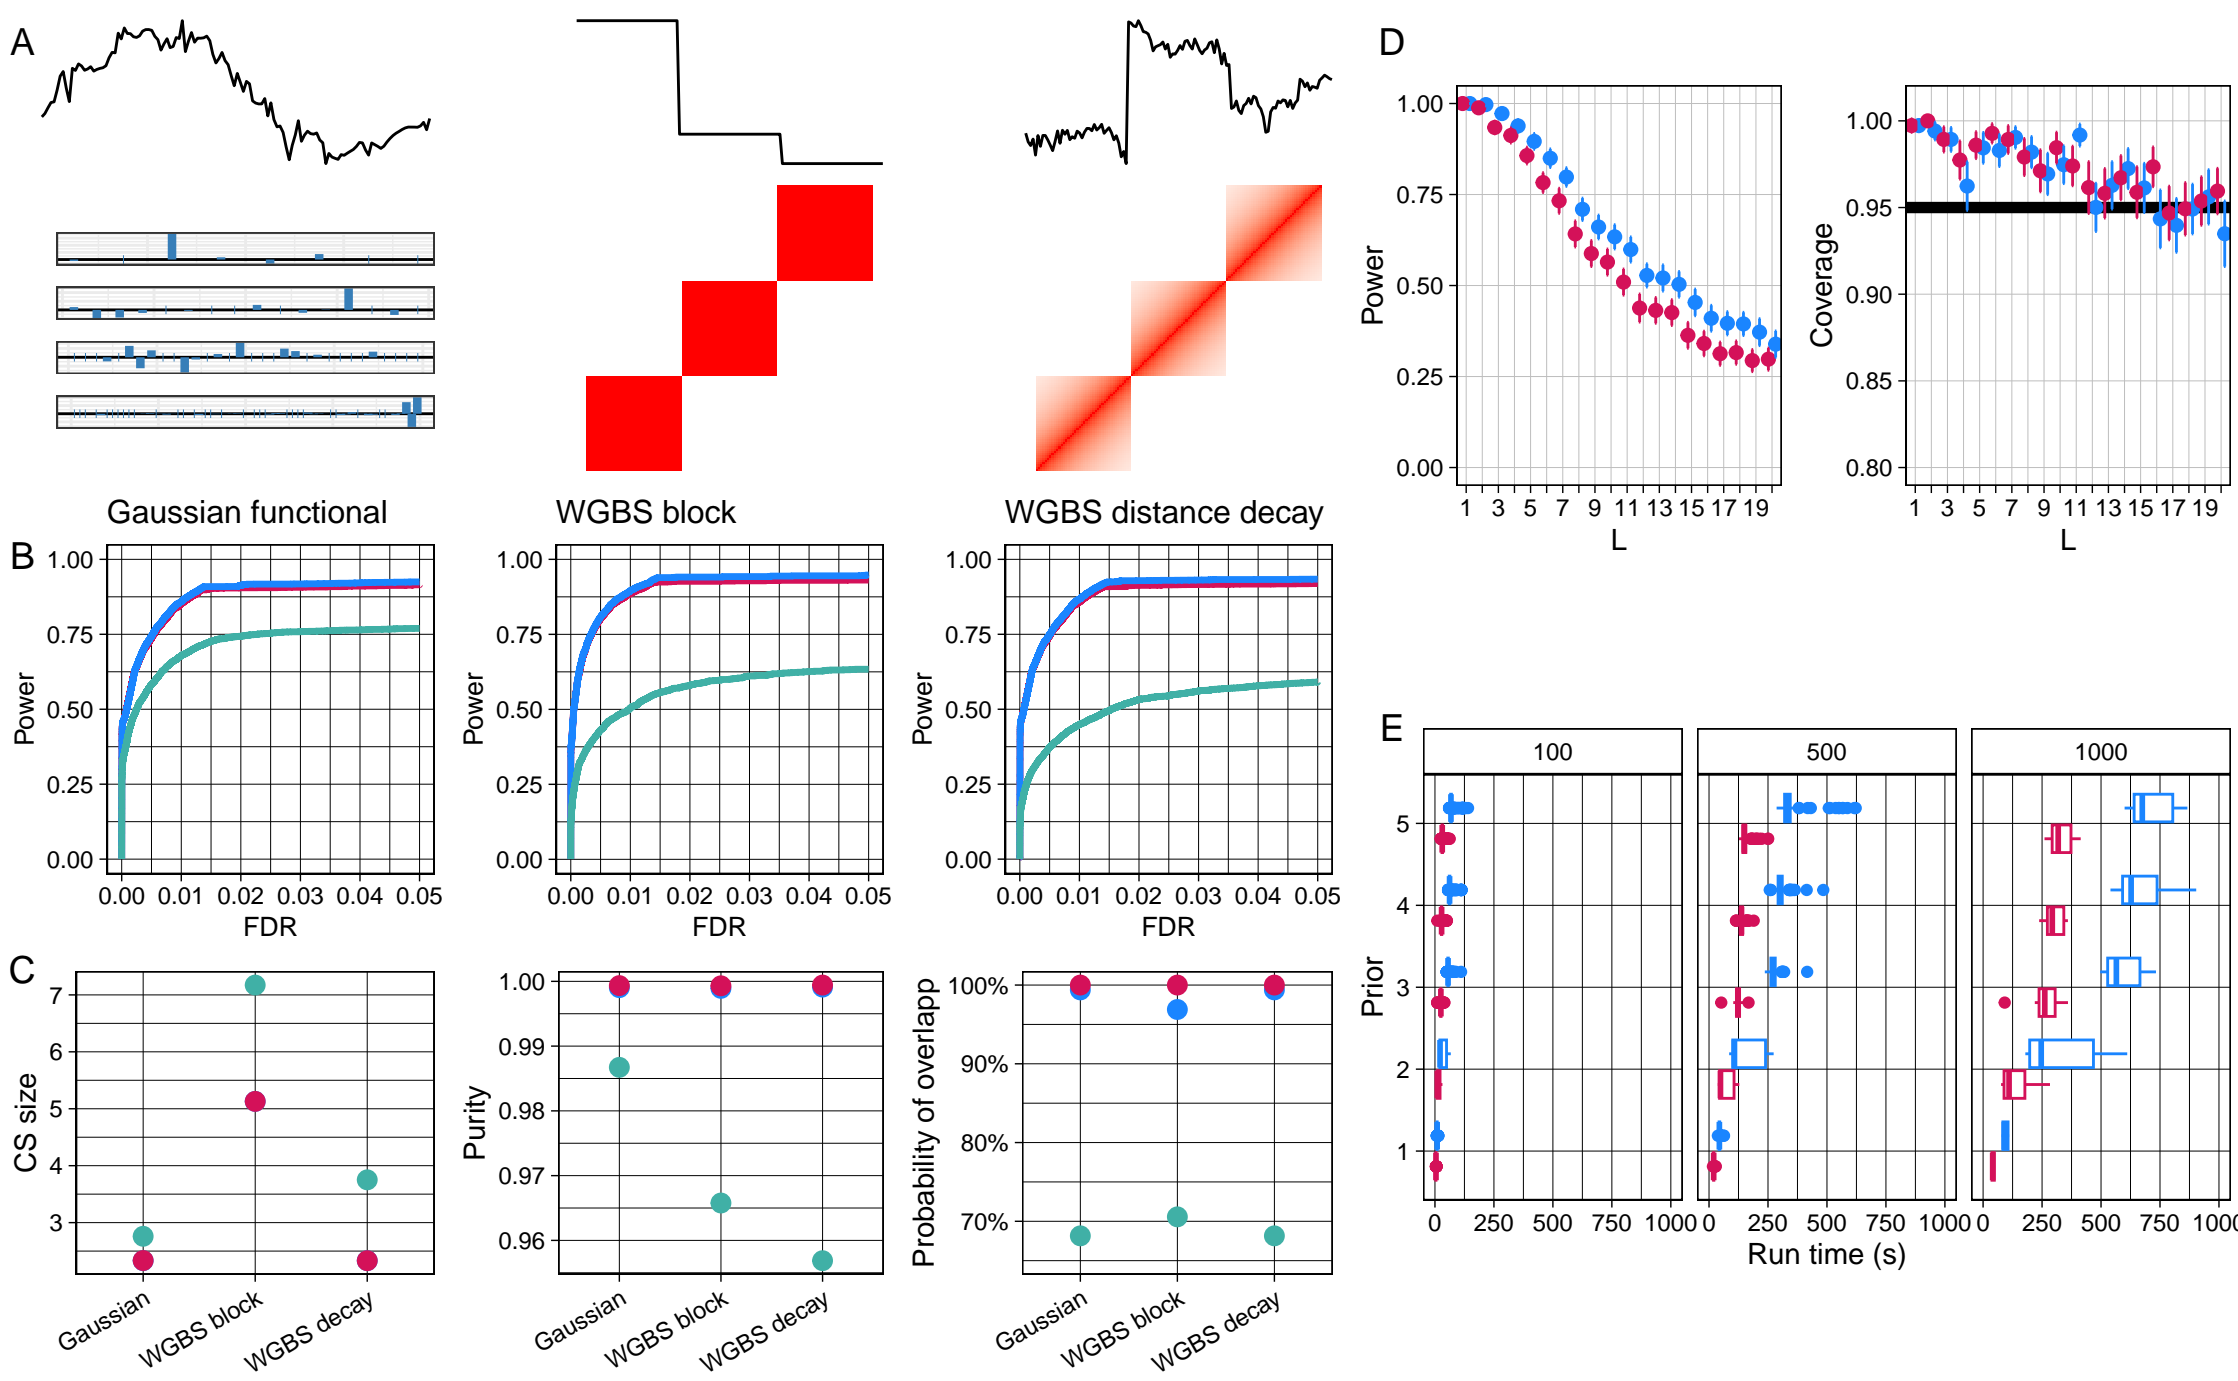 A
Gaussian functional
WGBS block
WGBS distance decay
B
Power
1.00
0.75
0.50
0.25
0.00
0.00 0.01 0.02 0.03 0.04 0.05
FDR
Power
1.00
0.75
0.50
0.25
0.00
0.00 0.01 0.02 0.03 0.04 0.05
FDR
Power
1.00
0.75
0.50
0.25
0.00
0.00 0.01 0.02 0.03 0.04 0.05
FDR
C
CS size
7
6
5
4
3
Gaussian
WGBS block
WGBS decay
Purity
1.00
0.99
0.98
0.97
0.96
Gaussian
WGBS block
WGBS decay
Probability of overlapp
100%
90%
80%
70%
Gaussian
WGBS block
WGBS decay
D
Power
1.00
0.75
0.50
0.25
0.00
1 3 5 7 9 11 13 15 17 19
L
Coverage
1.00
0.95
0.90
0.85
0.80
1 3 5 7 9 11 13 15 17 19
L
E
100
500
1000
Prior
5
4
3
2
1
0 250 500 750 1000
0 250 500 750 1000
0 250 500 750 1000
Run time (s)